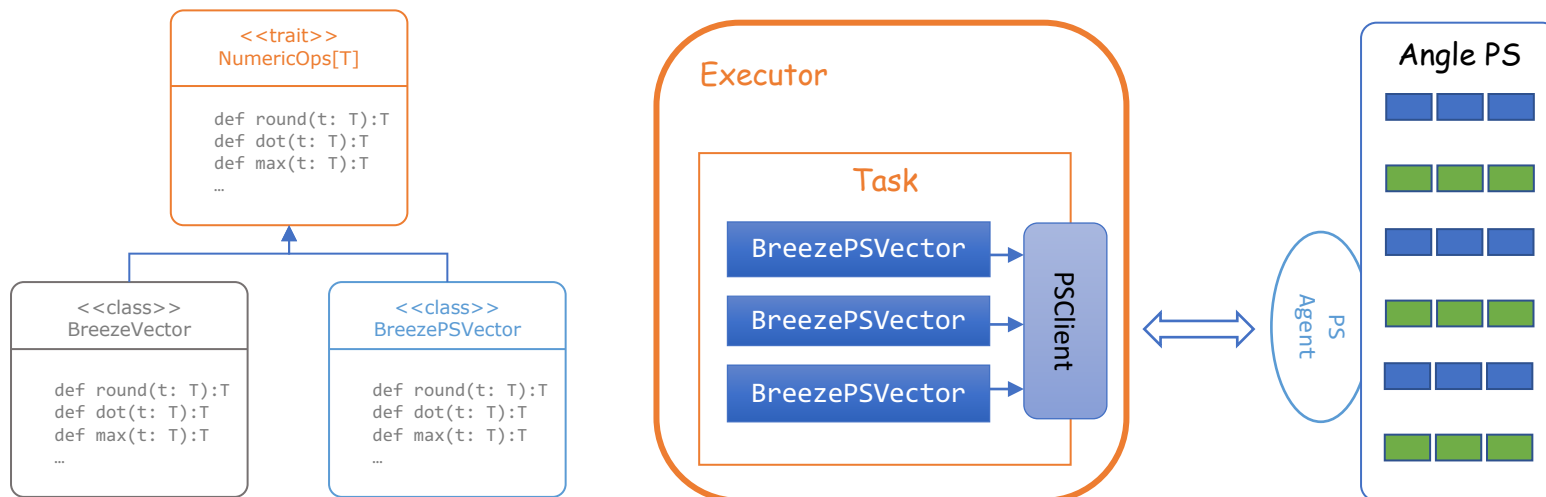 <<trait>>
NumericOps[T]
def round(t: T):T
def dot(t: T):T
def max(t: T):T
…
<<class>>
BreezeVector
def round(t: T):T
def dot(t: T):T
def max(t: T):T
…
<<class>>
BreezePSVector
def round(t: T):T
def dot(t: T):T
def max(t: T):T
…
Executor
Task
BreezePSVector
BreezePSVector
BreezePSVector
PSClient
PS
Agent
Angle PS